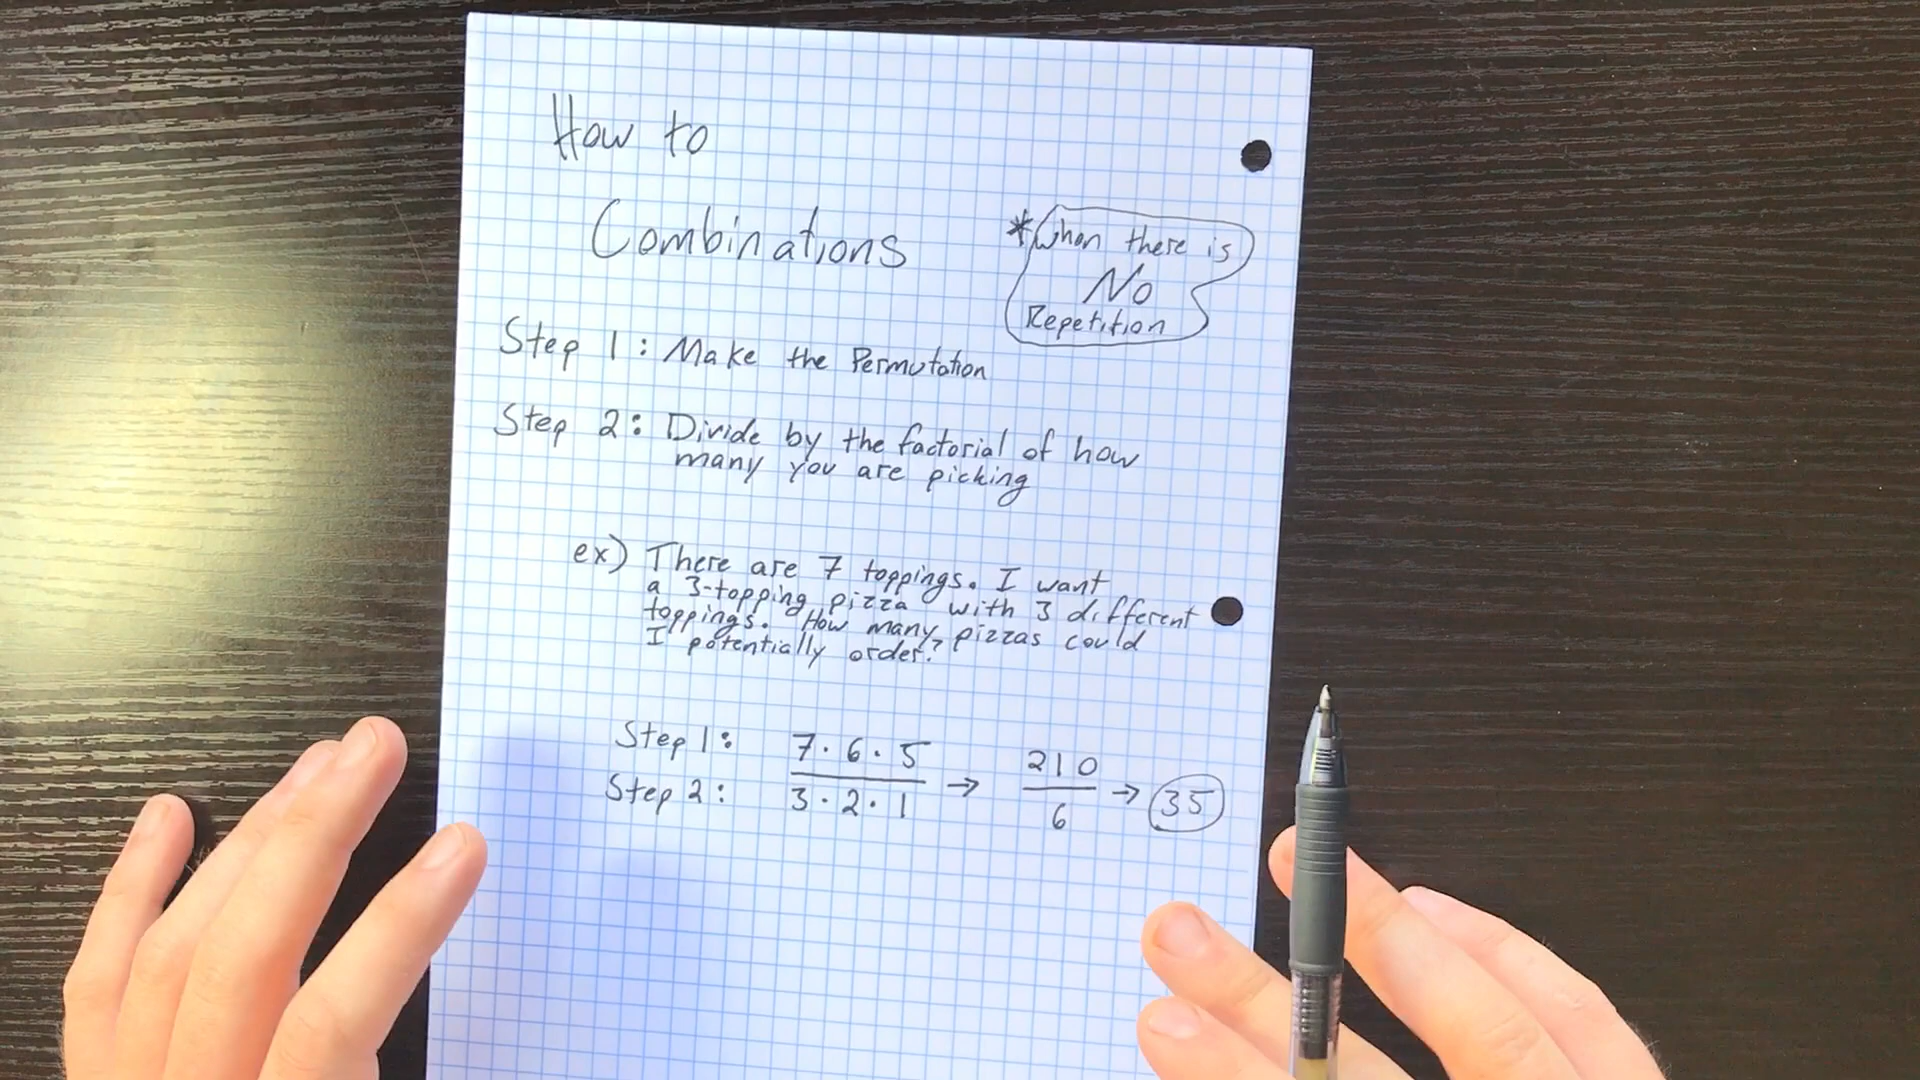 How to
Combinations
*When there is
No
Repetition
Step 1: Make the Permutation
Step 2: Divide by the factorial of how
many you are picking
ex) There are 7 toppings. I want
a 3-topping pizza with 3 different
toppings. How many pizzas could
I potentially order?
Step 1: 7·6·5 → 210 → 35
Step 2: 3·2·1 6